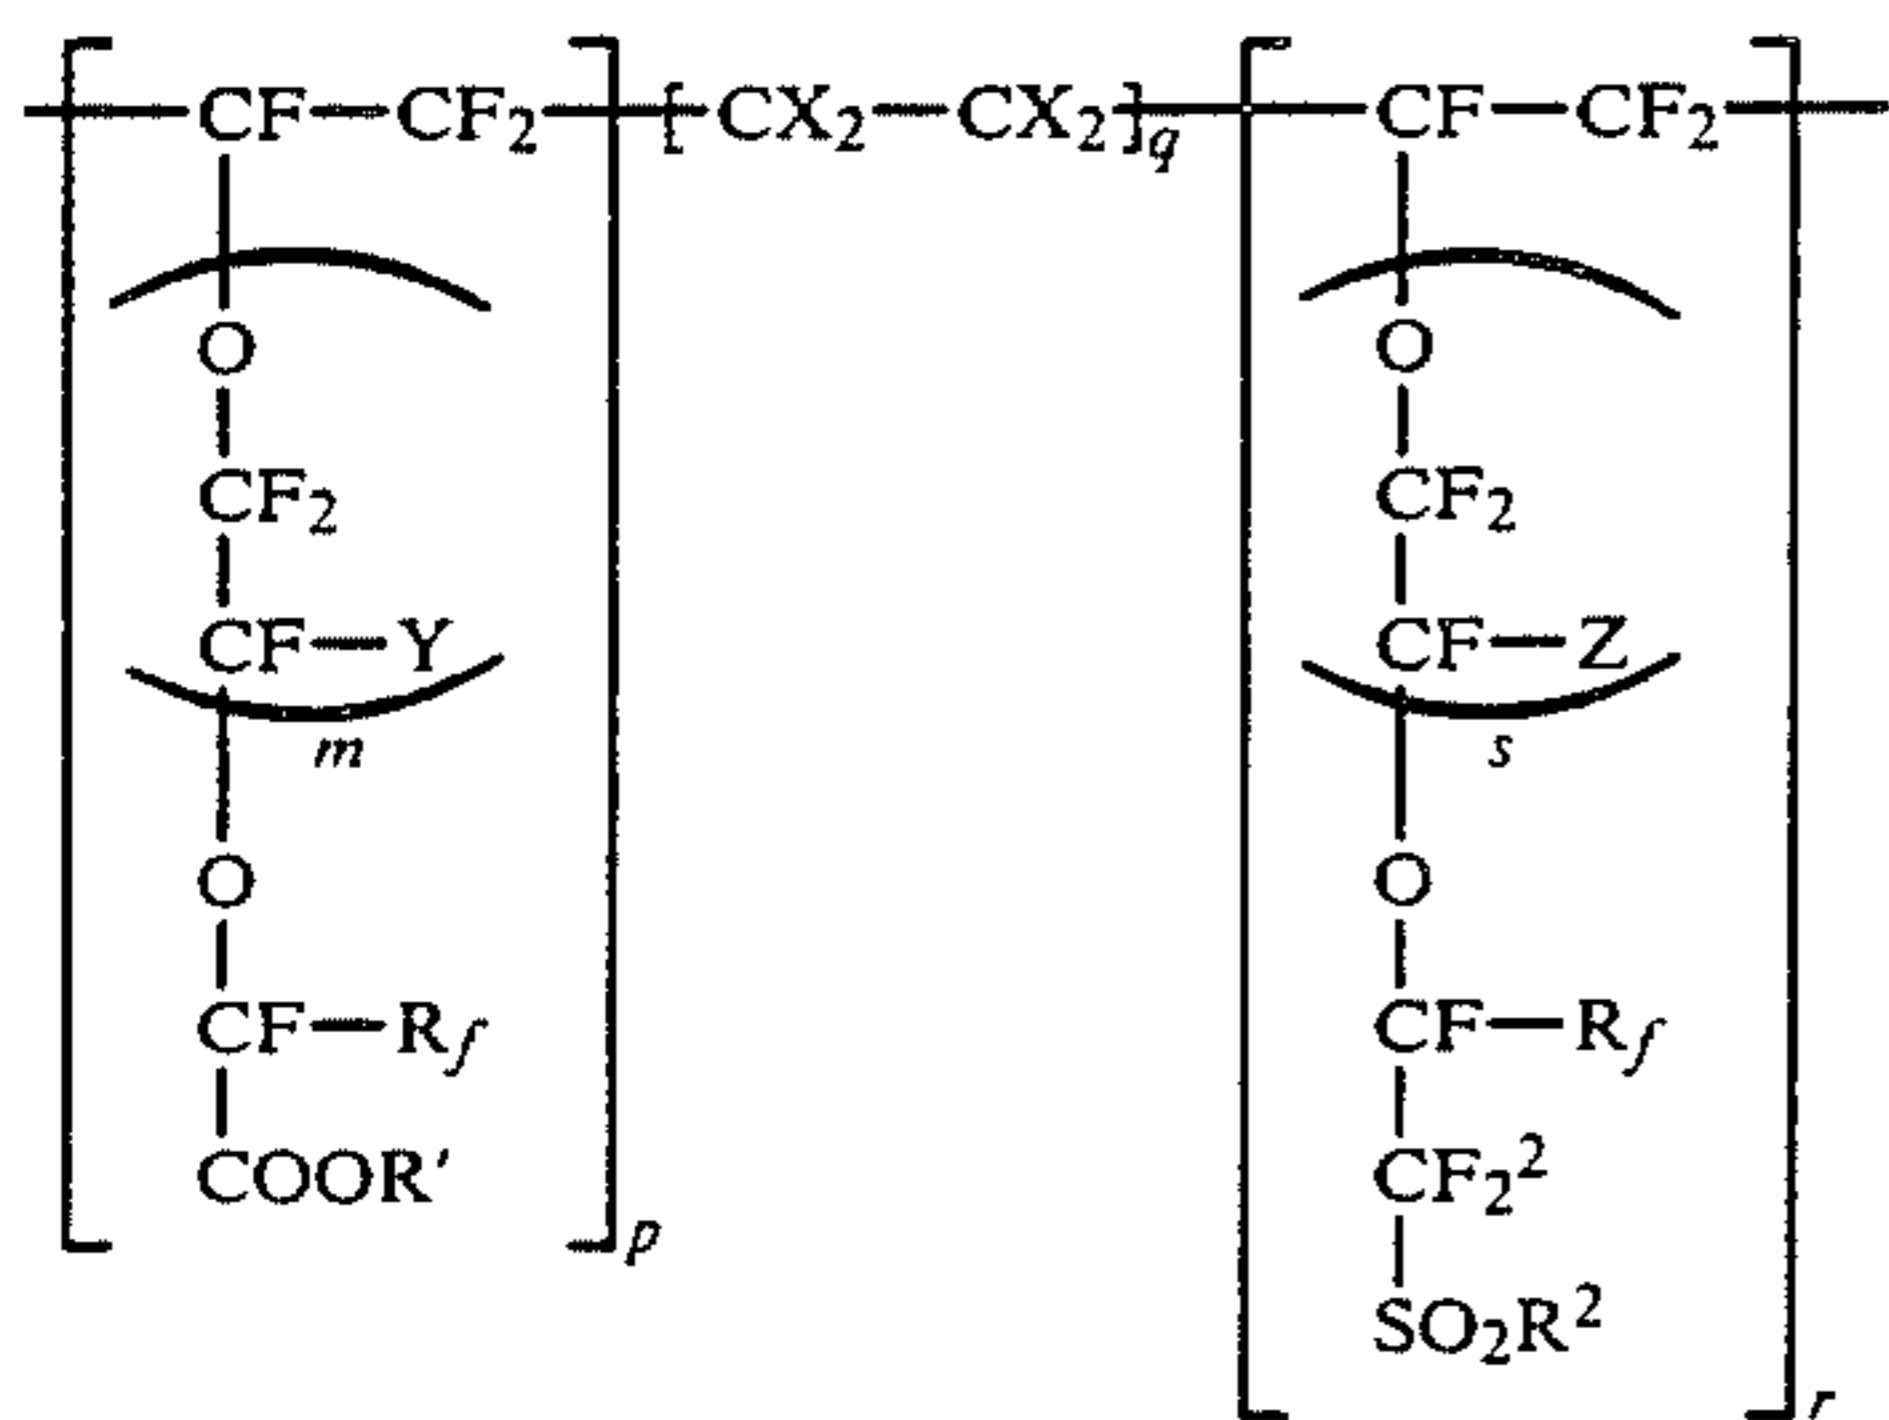 CF—CF₂ [CX₂—CX₂]q CF—CF₂
O O
CF₂ CF₂
CF—Y CF—Z
m s
O O
CF—Rf CF—Rf
COOR′ CF₂²
p
SO₂R²
r